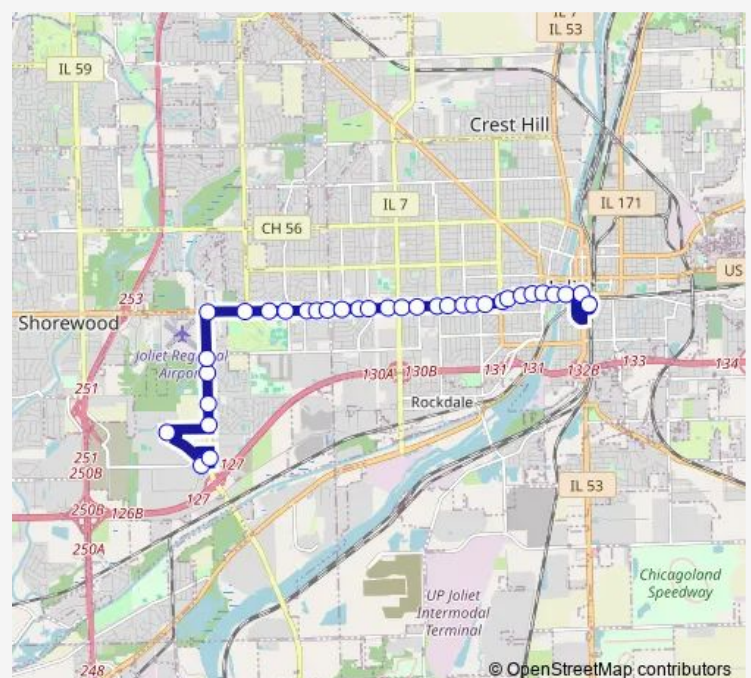 IL 7
IL 53
IL 59
Crest Hill
IL 7
IL 171
CH 56
US
253
Shorewood
Joliet Regional
Airport
251
130A
130B
131
131
132B
133
134
Rockdale
251
250B
127
127
IL 53
250B
126B
250A
Chicagoland
Speedway
UP Joliet
Intermodal
Terminal
248
© OpenStreetMap contributors